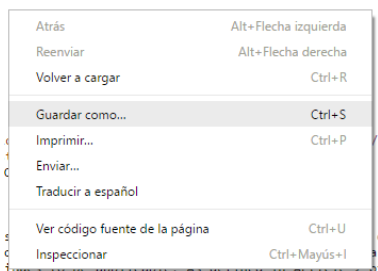 Atrás Alt+Flecha izquierda
Reenviar Alt+Flecha derecha
Volver a cargar Ctrl+R
Guardar como... Ctrl+S
Imprimir... Ctrl+P
Enviar...
Traducir a español
Ver código fuente de la página Ctrl+U
Inspeccionar Ctrl+Mayús+I